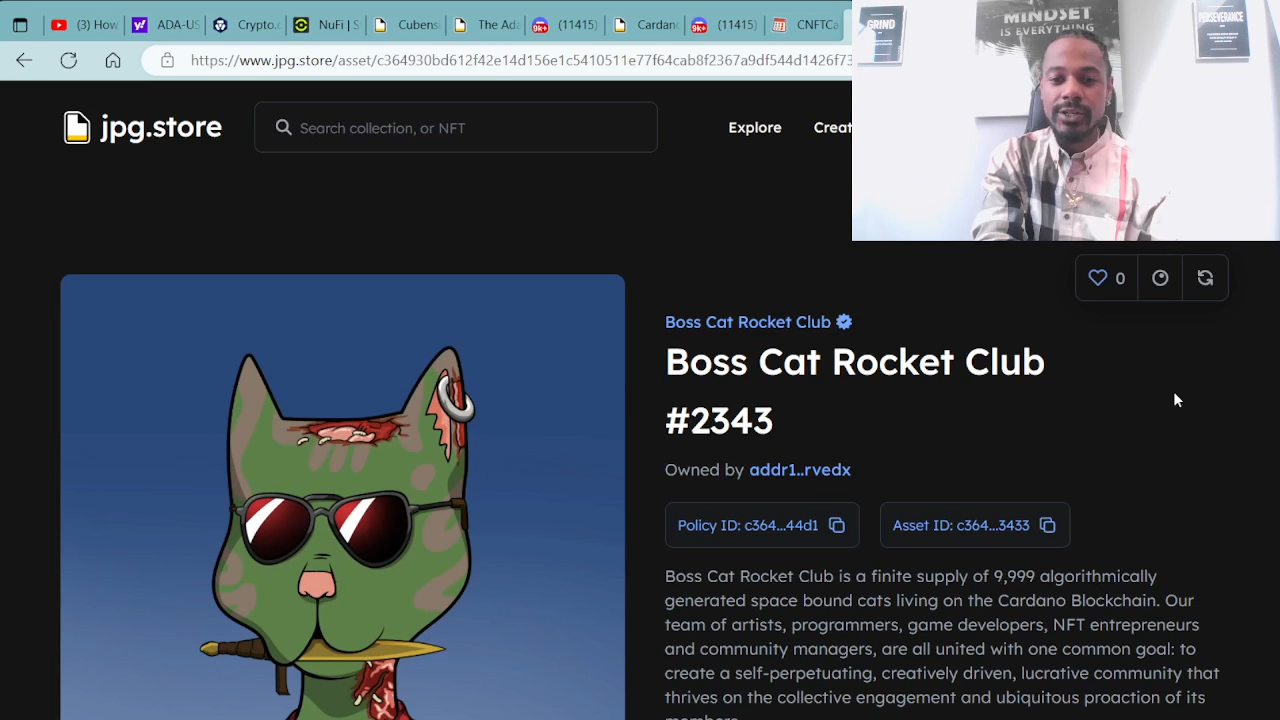 (3) How
ADA-US
Crypto.c
NuFi | S
Cubens
The Ada
(11415)
Cardan
(11415)
CNFTCa
https://www.jpg.store/asset/c364930bd612f42e14d156e1c5410511e77f64cab8f2367a9df544d1426f73
GRIND
MINDSET
IS EVERYTHING
PERSEVERANCE
jpg.store
Search collection, or NFT
Explore
Creat
0
Boss Cat Rocket Club
Boss Cat Rocket Club
#2343
Owned by addr1..rvedx
Policy ID: c364...44d1
Asset ID: c364...3433
Boss Cat Rocket Club is a finite supply of 9,999 algorithmically
generated space bound cats living on the Cardano Blockchain. Our
team of artists, programmers, game developers, NFT entrepreneurs
and community managers, are all united with one common goal: to
create a self-perpetuating, creatively driven, lucrative community that
thrives on the collective engagement and ubiquitous proaction of its
members